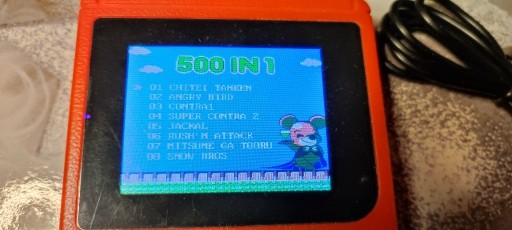 500 IN 1
01 CHITEI TANKEN
02 ANGRY BIRD
03 CONTRA1
04 SUPER CONTRA 2
05 JACKAL
06 RUSH N ATTACK
07 MITSUME GA TOORU
08 SNOW BROS